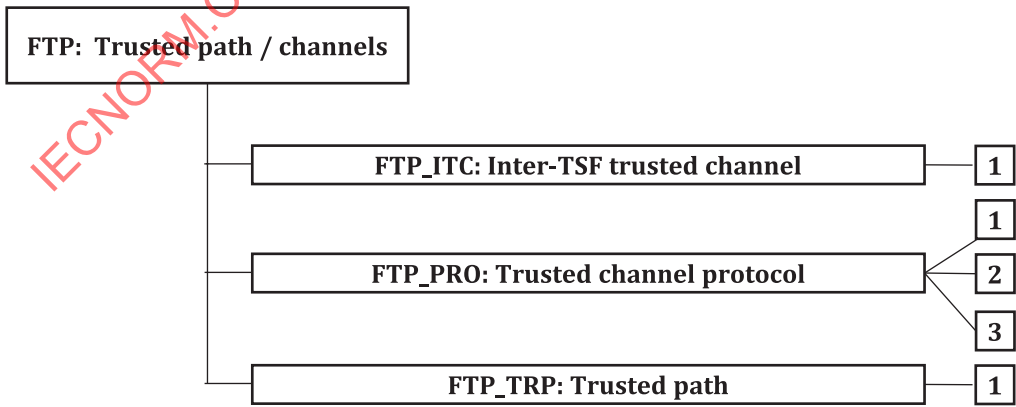 FTP: Trusted path / channels
IECNORM.C
FTP_ITC: Inter-TSF trusted channel
1
1
FTP_PRO: Trusted channel protocol
2
3
FTP_TRP: Trusted path
1